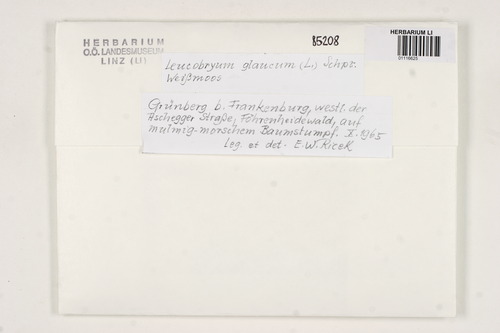 HERBARIUM
O.Ö. LANDESMUSEUM
LINZ (LI)
85208
HERBARIUM LI
01116625
Leucobryum glaucum (L.) Schpr.
Weißmoos
Grünberg b. Frankenburg, westl. der
Aschegger Straße, Föhrenheidewald, auf
mulmig-morschem Baumstumpf. X. 1965
Leg. et det. E.W. Ricek